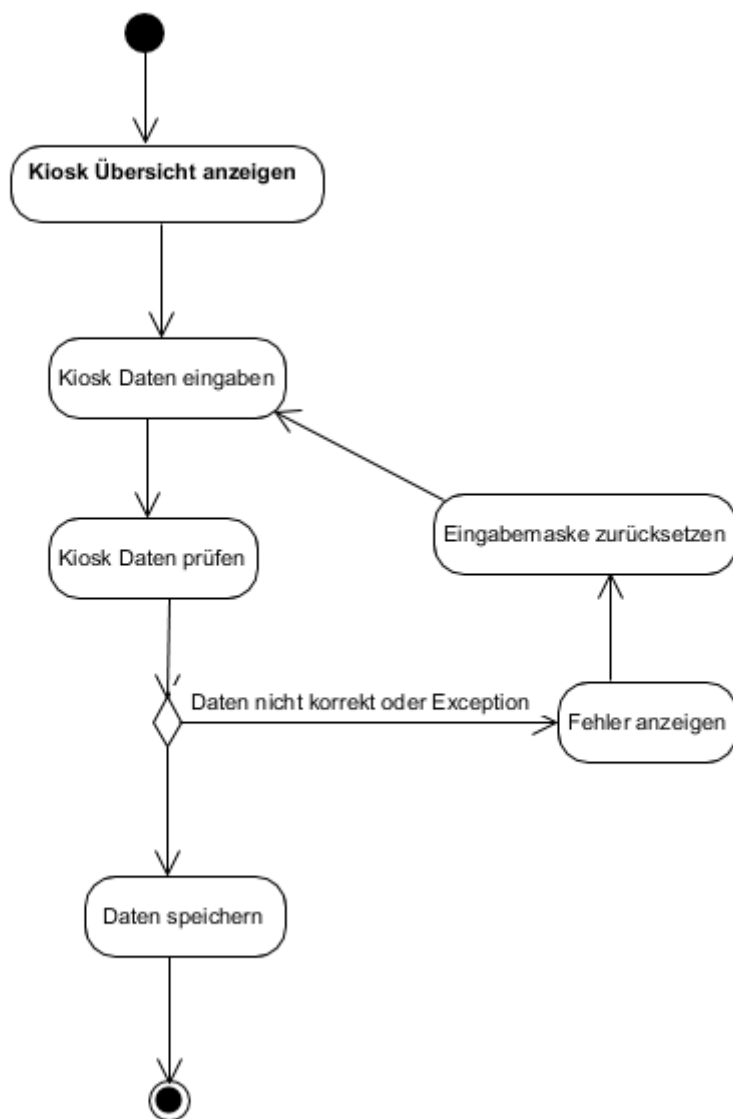 Kiosk Übersicht anzeigen
Kiosk Daten eingaben
Kiosk Daten prüfen
Eingabemaske zurücksetzen
Daten nicht korrekt oder Exception
Fehler anzeigen
Daten speichern